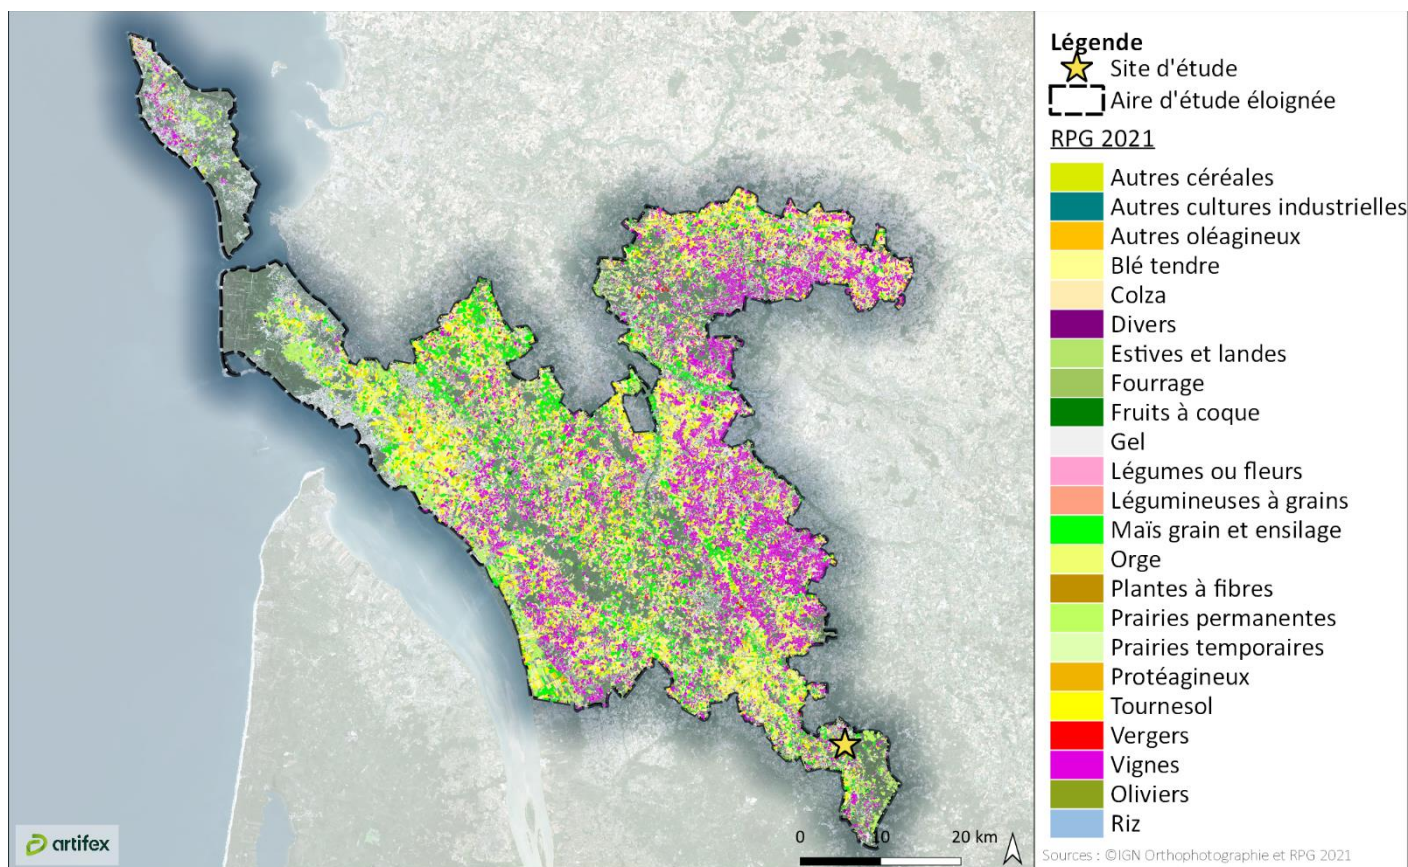 Légende
Site d'étude
Aire d'étude éloignée
RPG 2021
Autres céréales
Autres cultures industrielles
Autres oléagineux
Blé tendre
Colza
Divers
Estives et landes
Fourrage
Fruits à coque
Gel
Légumes ou fleurs
Légumineuses à grains
Maïs grain et ensilage
Orge
Plantes à fibres
Prairies permanentes
Prairies temporaires
Protéagineux
Tournesol
Vergers
Vignes
Oliviers
Riz
artifex
0 10 20 km
Sources : ©IGN Orthophotographie et RPG 2021